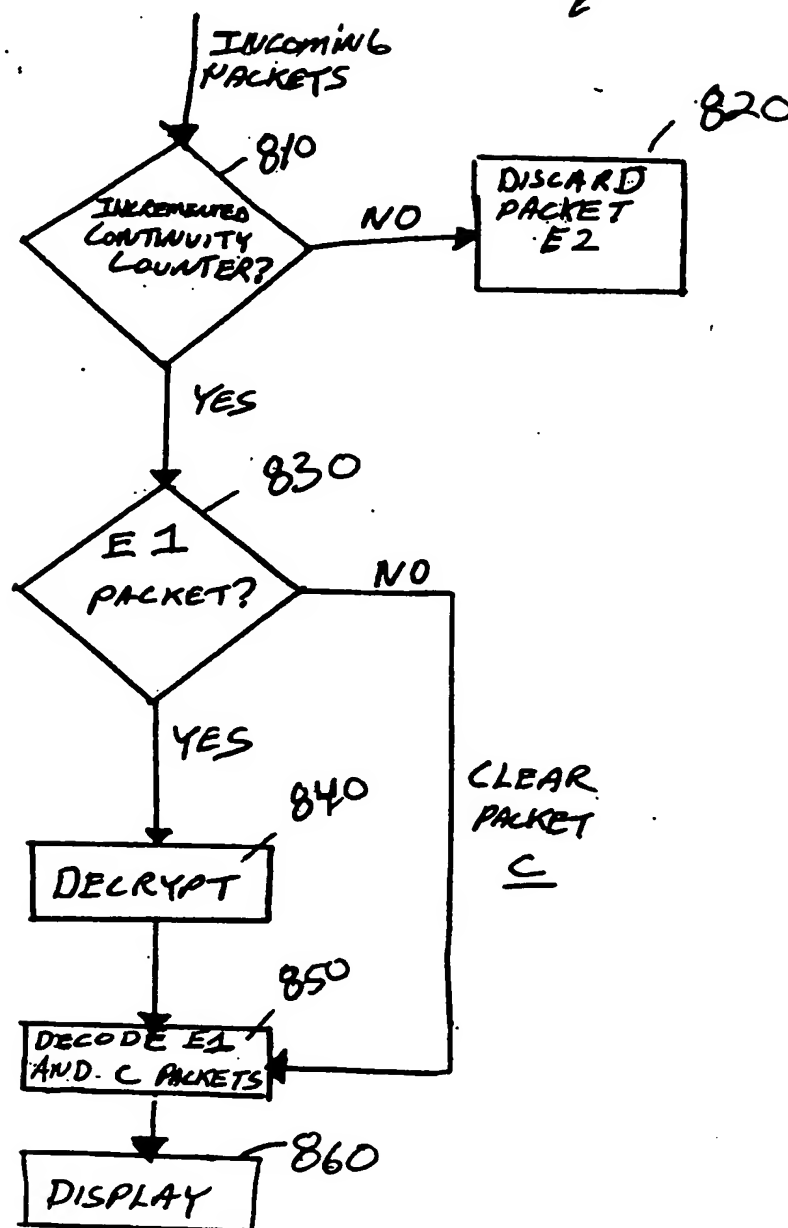 INCOMING
PACKETS
810
820
INCREMENTED
CONTINUITY
COUNTER?
NO
DISCARD
PACKET
E2
YES
830
E1
PACKET?
NO
YES
CLEAR
PACKET
C
840
DECRYPT
850
DECODE E1
AND C PACKETS
860
DISPLAY